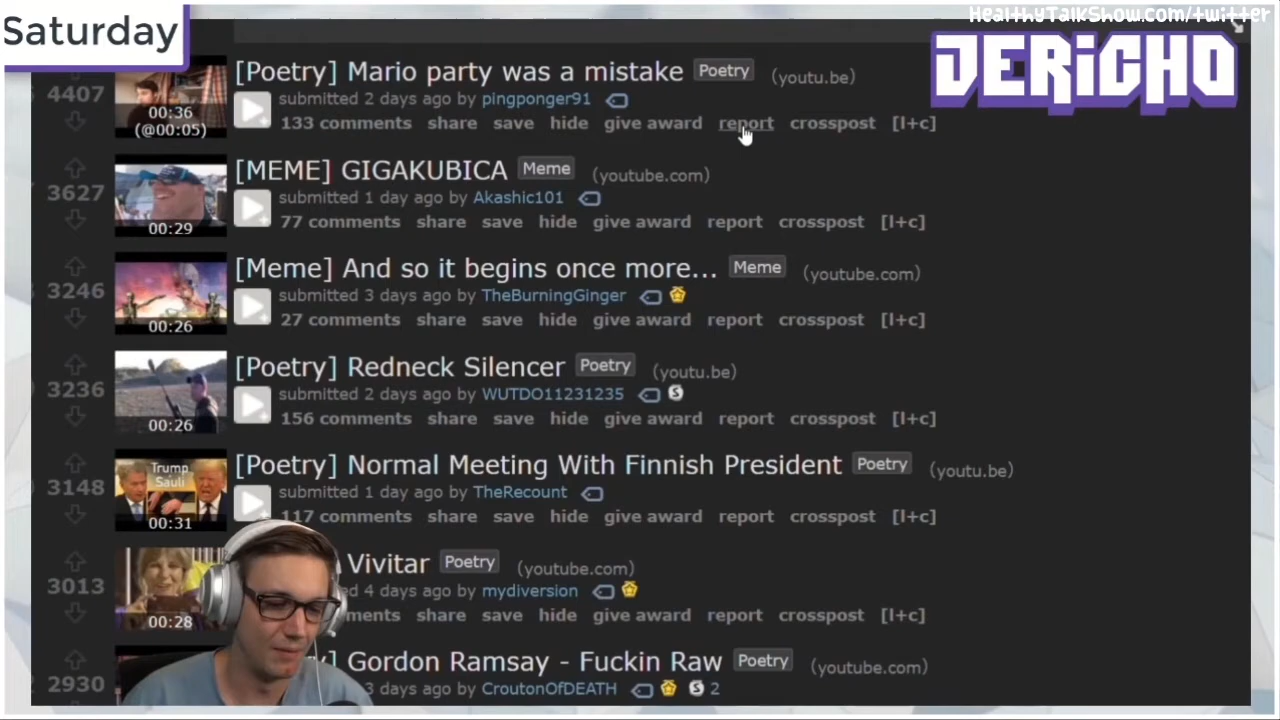 Saturday
HealthyTalkShow.com/twitter
JERICHO
4407
00:36
(@00:05)
[Poetry] Mario party was a mistake Poetry (youtu.be)
submitted 2 days ago by pingponger91
133 comments share save hide give award report crosspost [l+c]
3627
00:29
[MEME] GIGAKUBICA Meme (youtube.com)
submitted 1 day ago by Akashic101
77 comments share save hide give award report crosspost [l+c]
3246
00:26
[Meme] And so it begins once more... Meme (youtube.com)
submitted 3 days ago by TheBurningGinger
27 comments share save hide give award report crosspost [l+c]
3236
00:26
[Poetry] Redneck Silencer Poetry (youtu.be)
submitted 2 days ago by WUTDO11231235
156 comments share save hide give award report crosspost [l+c]
3148
Trump
Sauli
00:31
[Poetry] Normal Meeting With Finnish President Poetry (youtu.be)
submitted 1 day ago by TheRecount
117 comments share save hide give award report crosspost [l+c]
3013
00:28
Vivitar Poetry (youtube.com)
ed 4 days ago by mydiversion
ments share save hide give award report crosspost [l+c]
2930
ry] Gordon Ramsay - Fuckin Raw Poetry (youtube.com)
3 days ago by CroutonOfDEATH 2